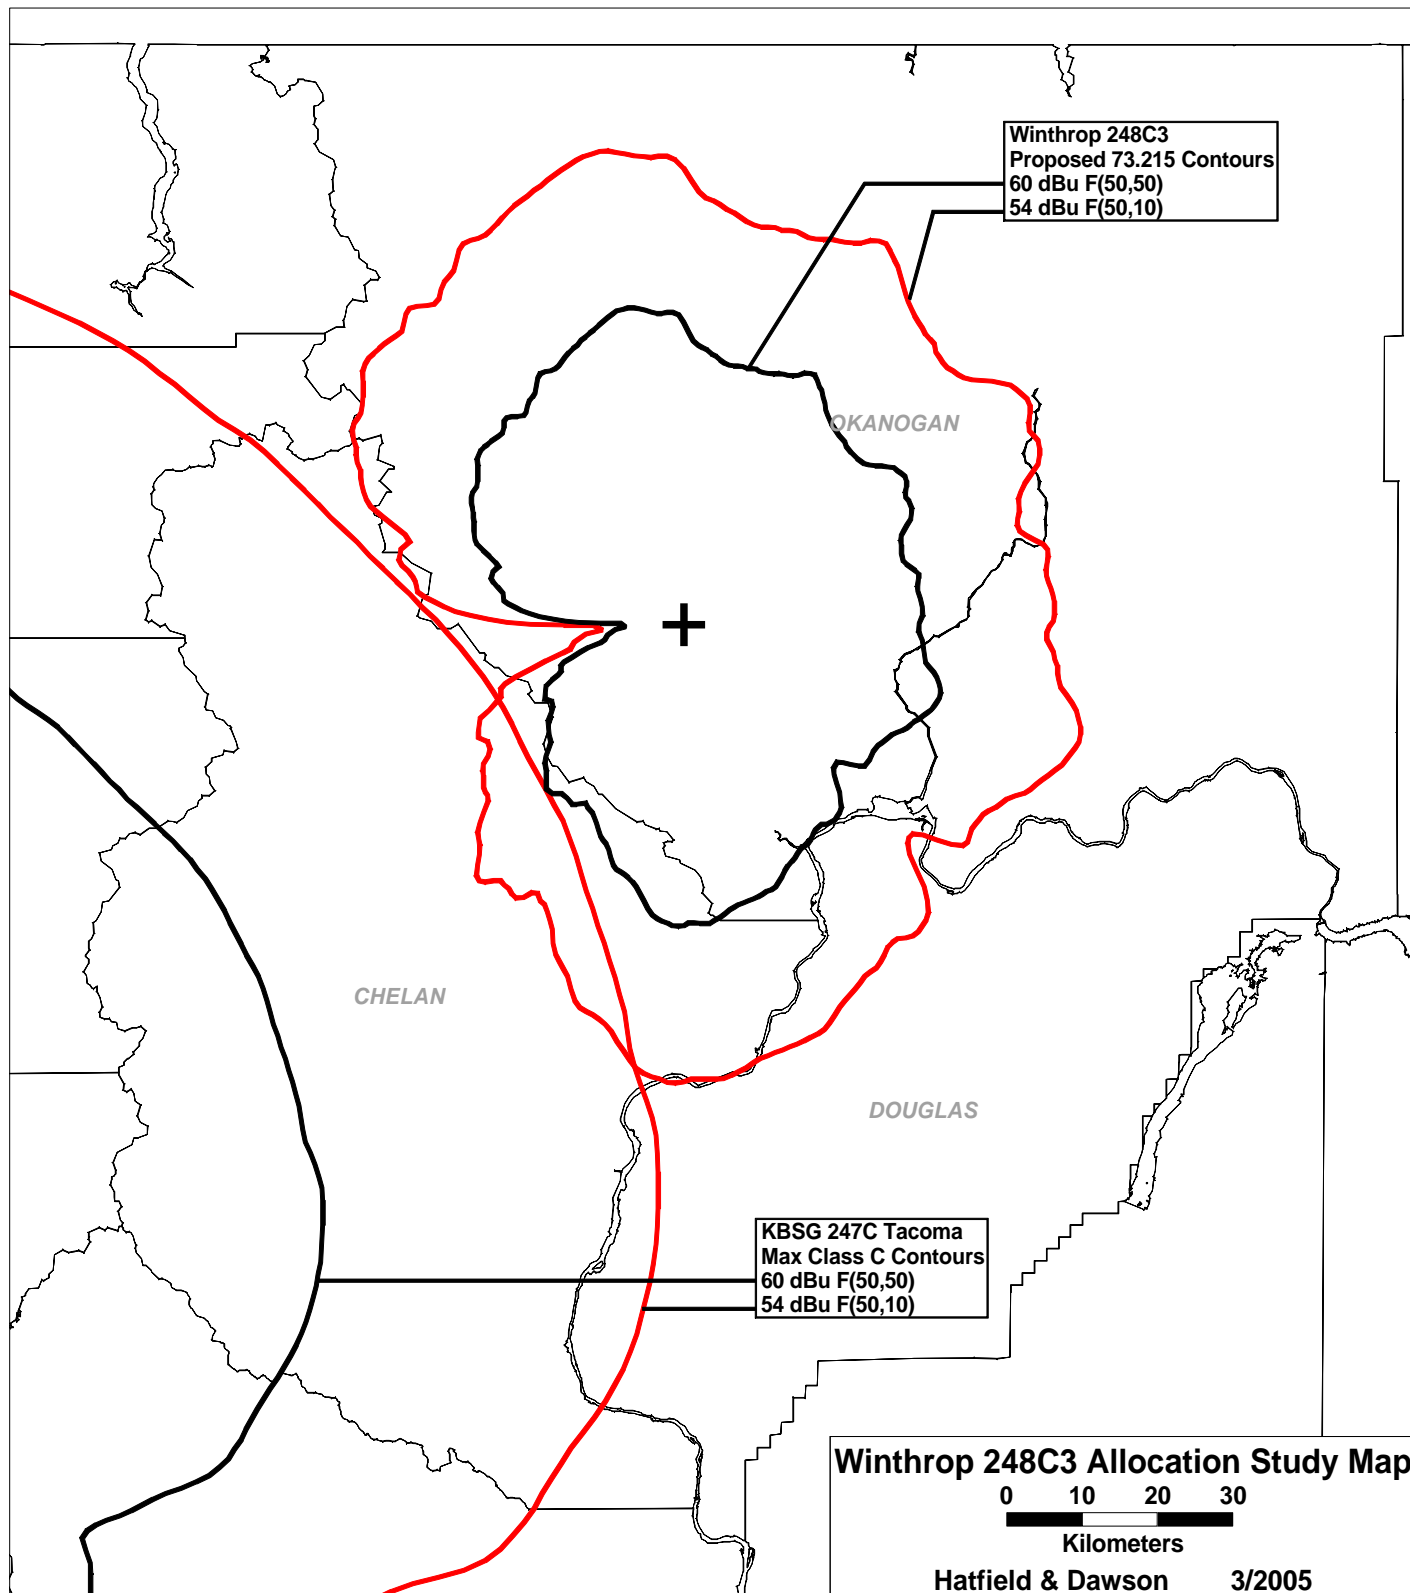 Winthrop 248C3
Proposed 73.215 Contours
60 dBu F(50,50)
54 dBu F(50,10)
OKANOGAN
CHELAN
DOUGLAS
KBSG 247C Tacoma
Max Class C Contours
60 dBu F(50,50)
54 dBu F(50,10)
Winthrop 248C3 Allocation Study Map
0 10 20 30
Kilometers
Hatfield & Dawson 3/2005